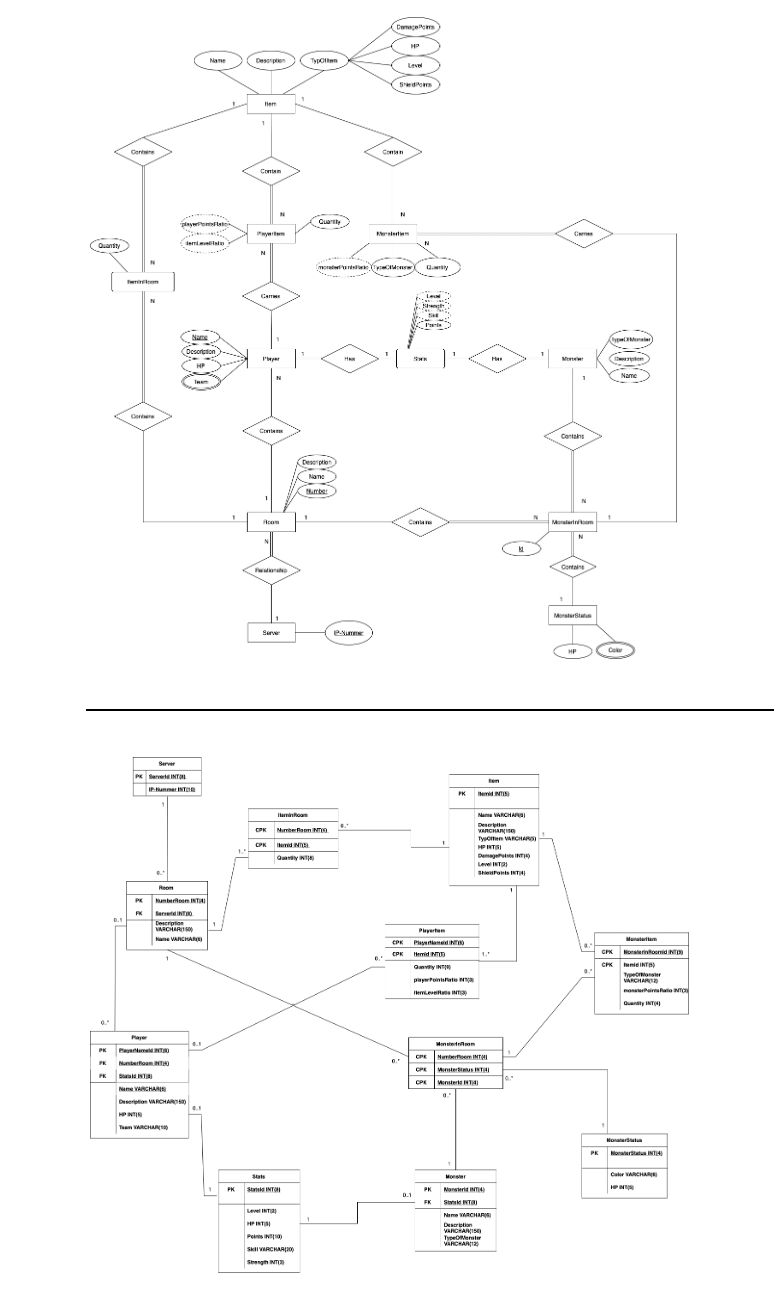 DamagePoints
Name
Description
TypOfItem
HP
Level
ShieldPoints
1
Item
1
1
Contains
Contain
Contain
N
N
playerPointsRatio
Quantity
itemLevelRatio
PlayerItem
MonsterItem
Carries
N
N
Quantity
monsterPointsRatio
TypeOfMonster
Quantity
N
ItemInRoom
N
Carries
Level
Strength
Skill
Points
1
Name
Description
HP
Team
Player
1
Has
1
Stats
1
Has
1
Monster
TypeOfMonster
Description
Name
N
1
Contains
Contains
Contains
Description
Name
Number
1
N
1
Room
1
Contains
N
MonsterInRoom
1
N
N
Id
RelationsNp
Contains
1
1
Server
IP-Nummer
MonsterStatus
HP
Color
Server
PK ServerId INT(8)
IP-Nummer INT(10)
1
0..*
Item
PK ItemId INT(5)
Name VARCHAR(8)
Description
VARCHAR(150)
TypOfItem VARCHAR(5)
HP INT(5)
DamagePoints INT(4)
Level INT(2)
ShieldPoints INT(4)
1
1
1
ItemInRoom
CPK NumberRoom INT(4)
CPK ItemId INT(5)
Quantity INT(8)
0..*
1..*
Room
PK NumberRoom INT(4)
FK ServerId INT(8)
Description
VARCHAR(150)
Name VARCHAR(6)
0..1
1
1
PlayerItem
CPK PlayerNameId INT(6)
CPK ItemId INT(5)
Quantity INT(6)
playerPointsRatio INT(3)
itemLevelRatio INT(3)
0..*
1..*
MonsterItem
CPK MonsterInRoomId INT(5)
CPK ItemId INT(5)
TypeOfMonster
VARCHAR(12)
monsterPointsRatio INT(3)
Quantity INT(4)
0..*
0..*
0..*
Player
PK PlayerNameId INT(6)
FK NumberRoom INT(4)
FK StatsId INT(8)
Name VARCHAR(6)
Description VARCHAR(150)
HP INT(5)
Team VARCHAR(10)
0..1
0..1
MonsterInRoom
CPK NumberRoom INT(4)
CPK MonsterStatus INT(4)
CPK MonsterId INT(4)
0..*
1
0..*
0..*
MonsterStatus
PK MonsterStatus INT(4)
Color VARCHAR(6)
HP INT(5)
1
Stats
PK StatsId INT(8)
Level INT(2)
HP INT(5)
Points INT(10)
Skill VARCHAR(20)
Strength INT(3)
1
1
Monster
PK MonsterId INT(4)
FK StatsId INT(8)
Name VARCHAR(6)
Description
VARCHAR(150)
TypeOfMonster
VARCHAR(12)
1
0..1